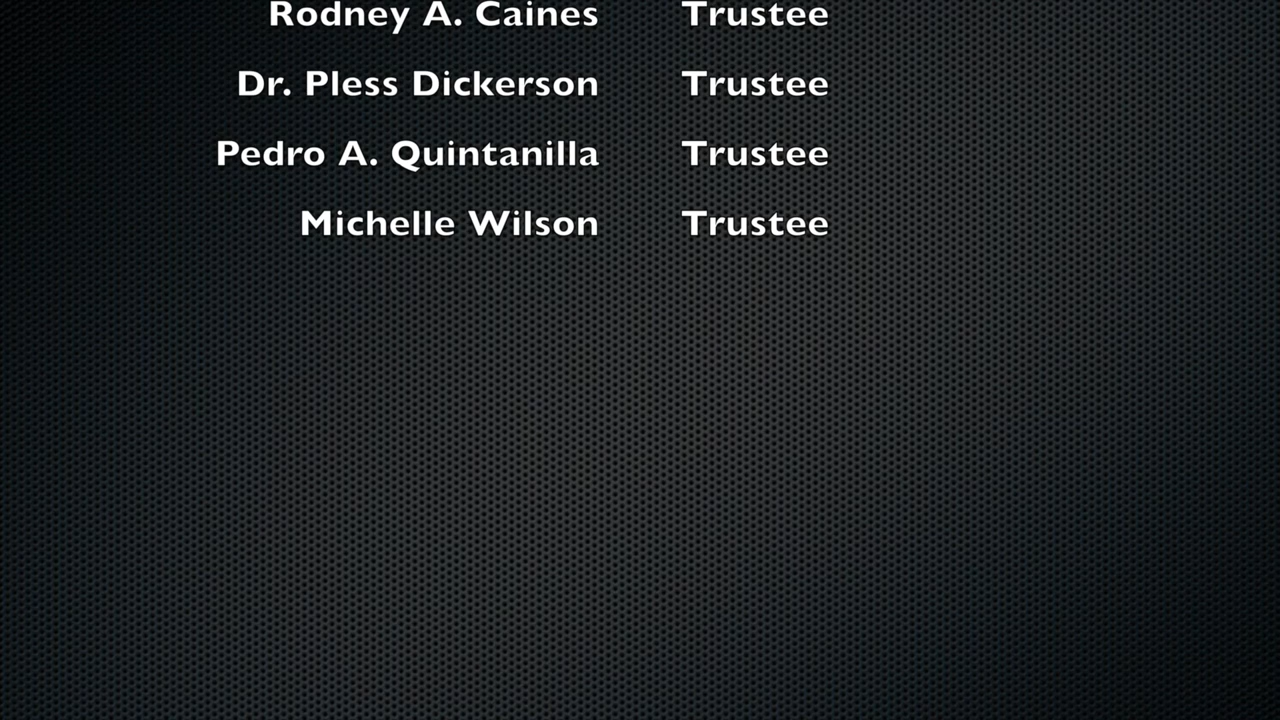 Rodney A. Caines Trustee
Dr. Pless Dickerson Trustee
Pedro A. Quintanilla Trustee
Michelle Wilson Trustee